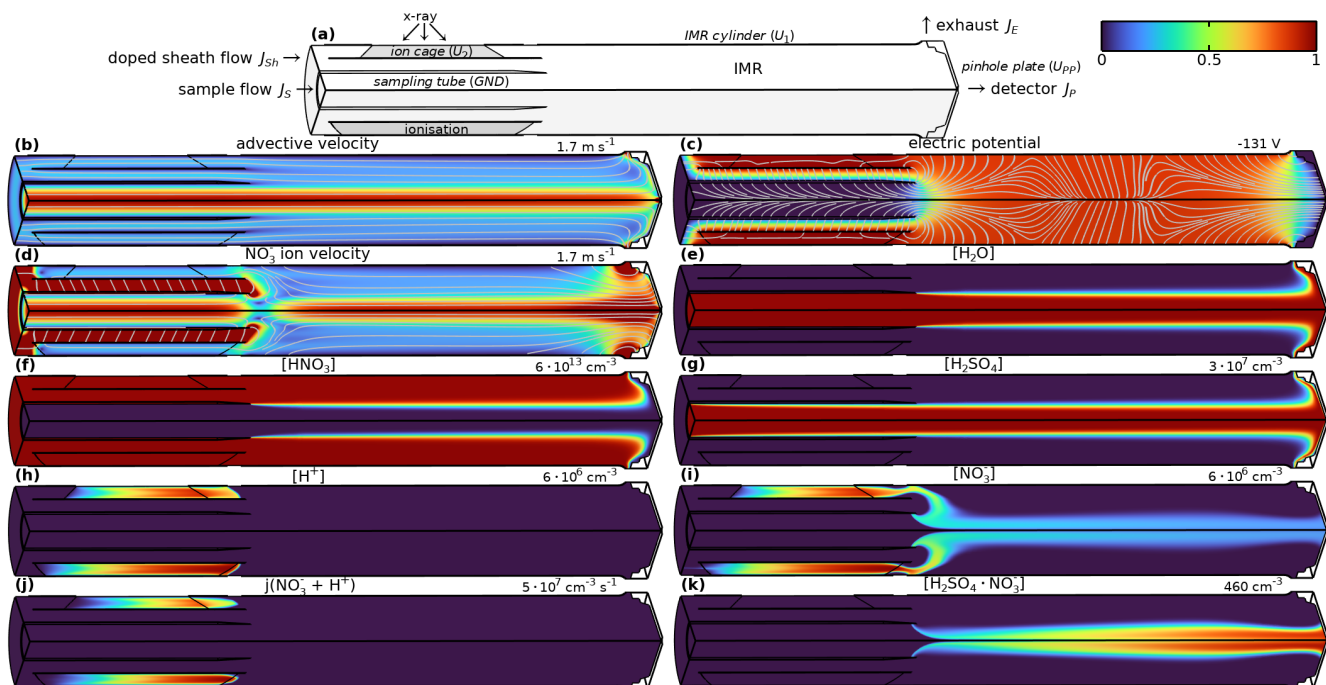 x-ray
(a)
ion cage (U₂)
IMR cylinder (U₁)
↑ exhaust J_E
0 0.5 1
doped sheath flow J_Sh →
sample flow J_S →
sampling tube (GND)
IMR
pinhole plate (U_PP)
→ detector J_P
ionisation
(b) advective velocity 1.7 m s⁻¹
(c) electric potential -131 V
(d) NO₃⁻ ion velocity 1.7 m s⁻¹
(e) [H₂O]
(f) [HNO₃] 6 · 10¹³ cm⁻³
(g) [H₂SO₄] 3 · 10⁷ cm⁻³
(h) [H⁺] 6 · 10⁶ cm⁻³
(i) [NO₃⁻] 6 · 10⁶ cm⁻³
(j) j(NO₃⁻ + H⁺) 5 · 10⁷ cm⁻³ s⁻¹
(k) [H₂SO₄ · NO₃⁻] 460 cm⁻³